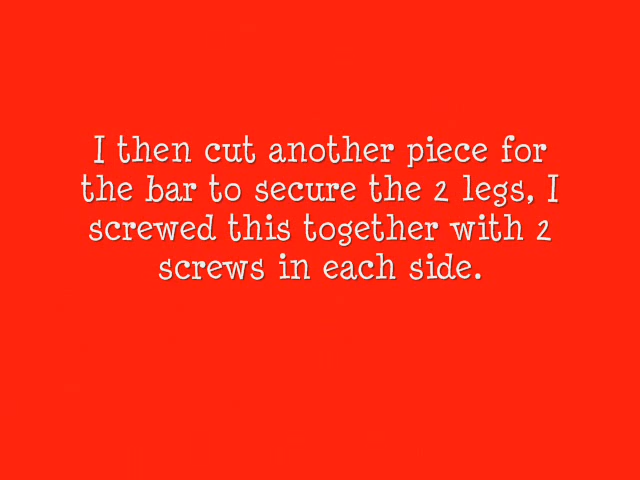 I then cut another piece for
the bar to secure the 2 legs, I
screwed this together with 2
screws in each side.